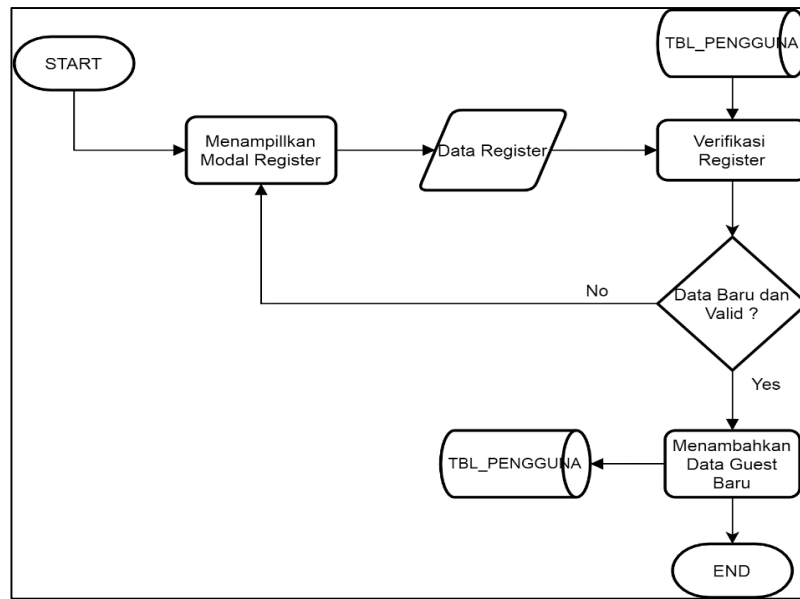 START
TBL_PENGGUNA
Menampillkan
Modal Register
Data Register
Verifikasi
Register
No
Data Baru dan
Valid ?
Yes
TBL_PENGGUNA
Menambahkan
Data Guest
Baru
END